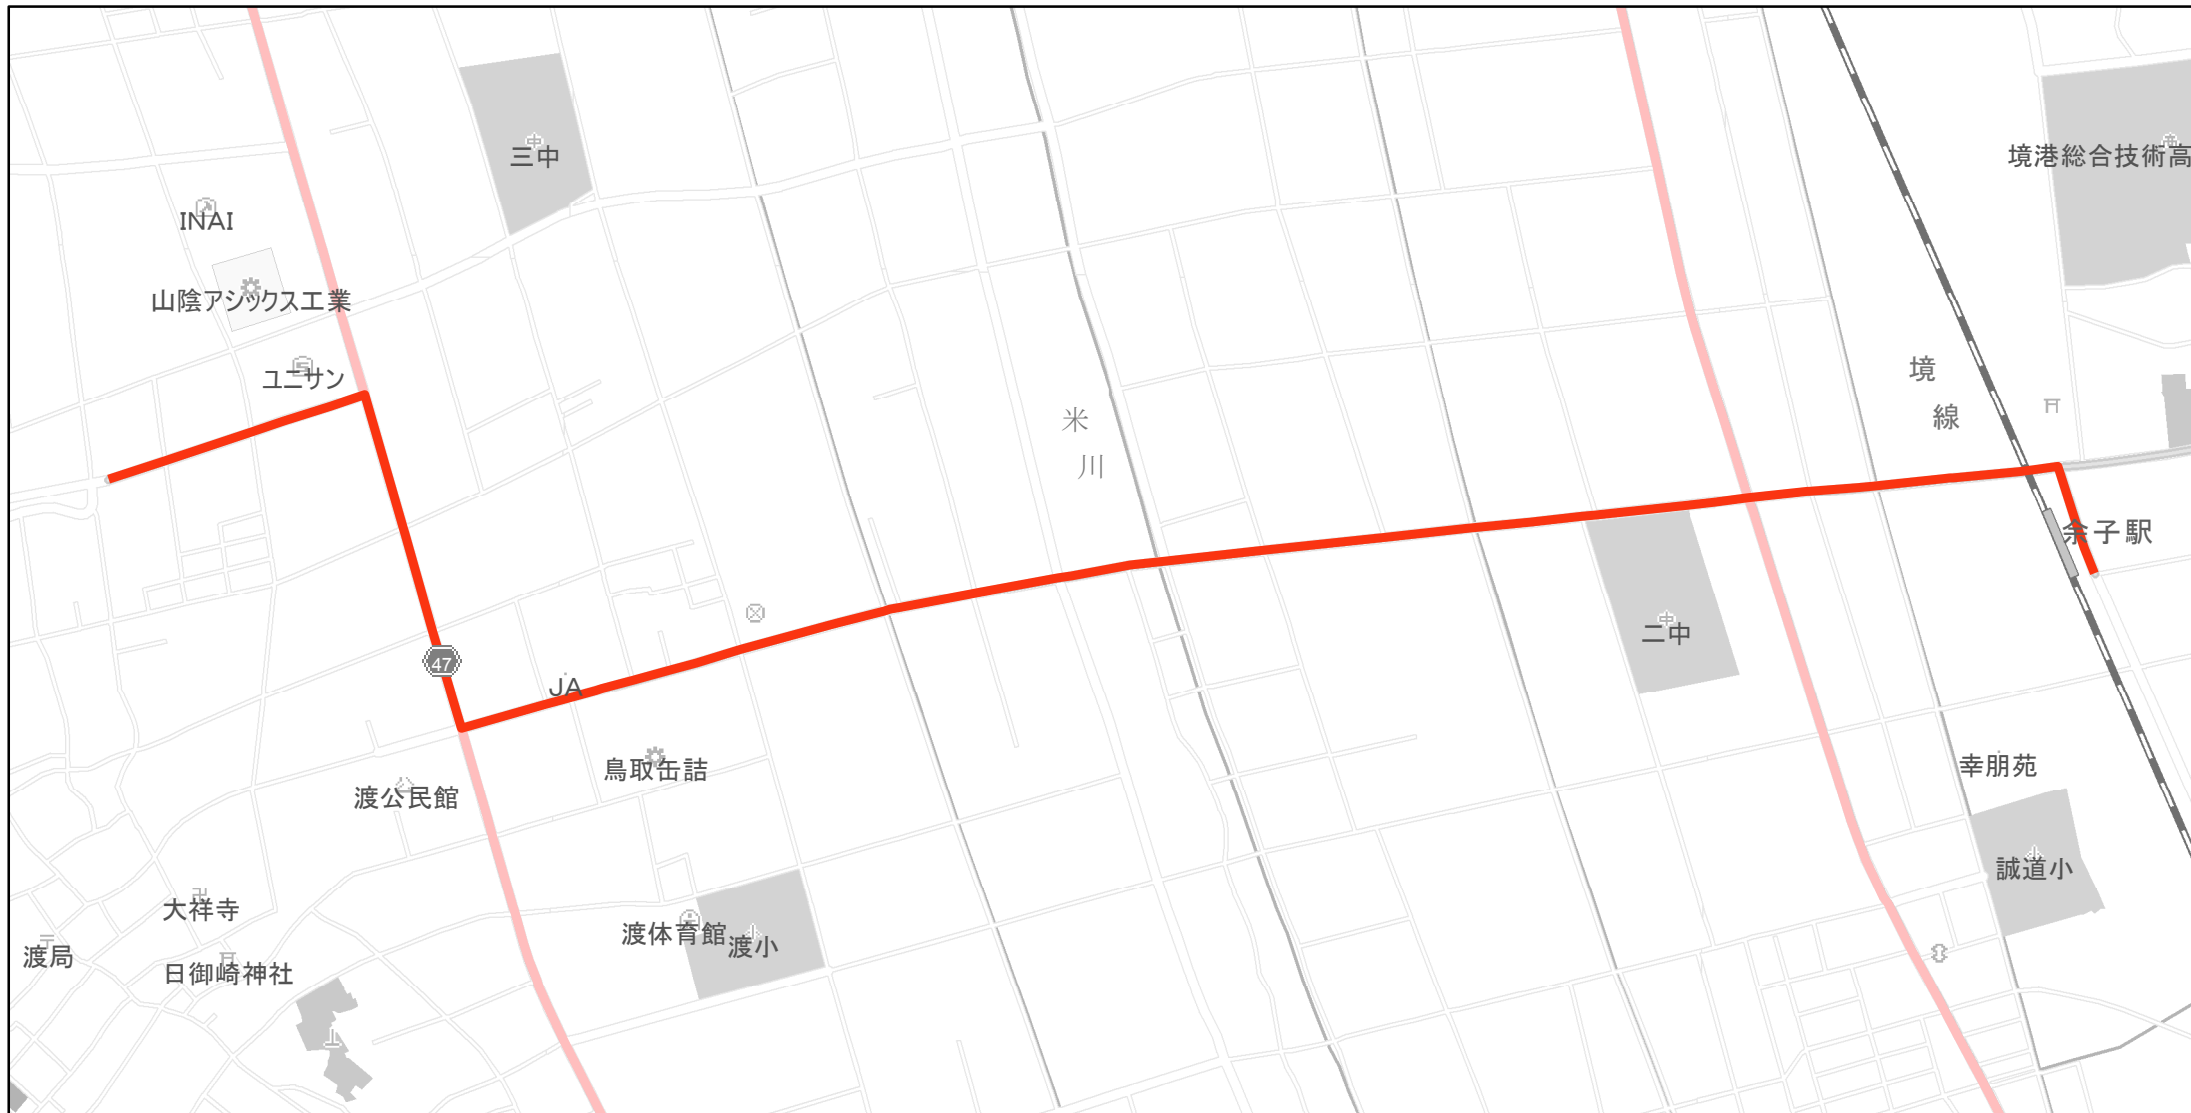 三中
境港総合技術高
INAI
山陰アシックス工業
ユニサン
境
線
米
川
余子駅
二中
47
JA
鳥取缶詰
渡公民館
幸朋苑
誠道小
大祥寺
渡体育館
渡小
渡局
日御崎神社